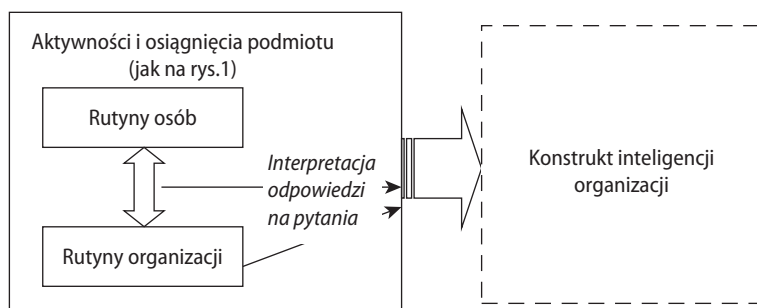 Aktywności i osiągnięcia podmiotu
(jak na rys.1)
Rutyny osób
Interpretacja
odpowiedzi
na pytania
Rutyny organizacji
Konstrukt inteligencji
organizacji